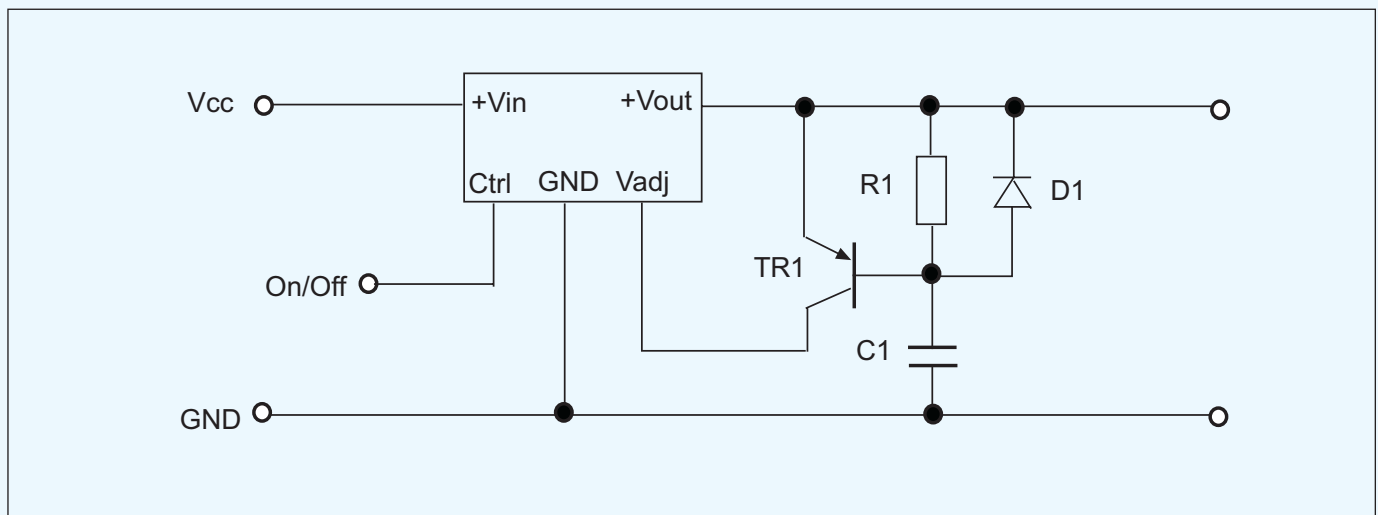 Vcc
+Vin
+Vout
Ctrl
GND
Vadj
R1
D1
TR1
On/Off
C1
GND